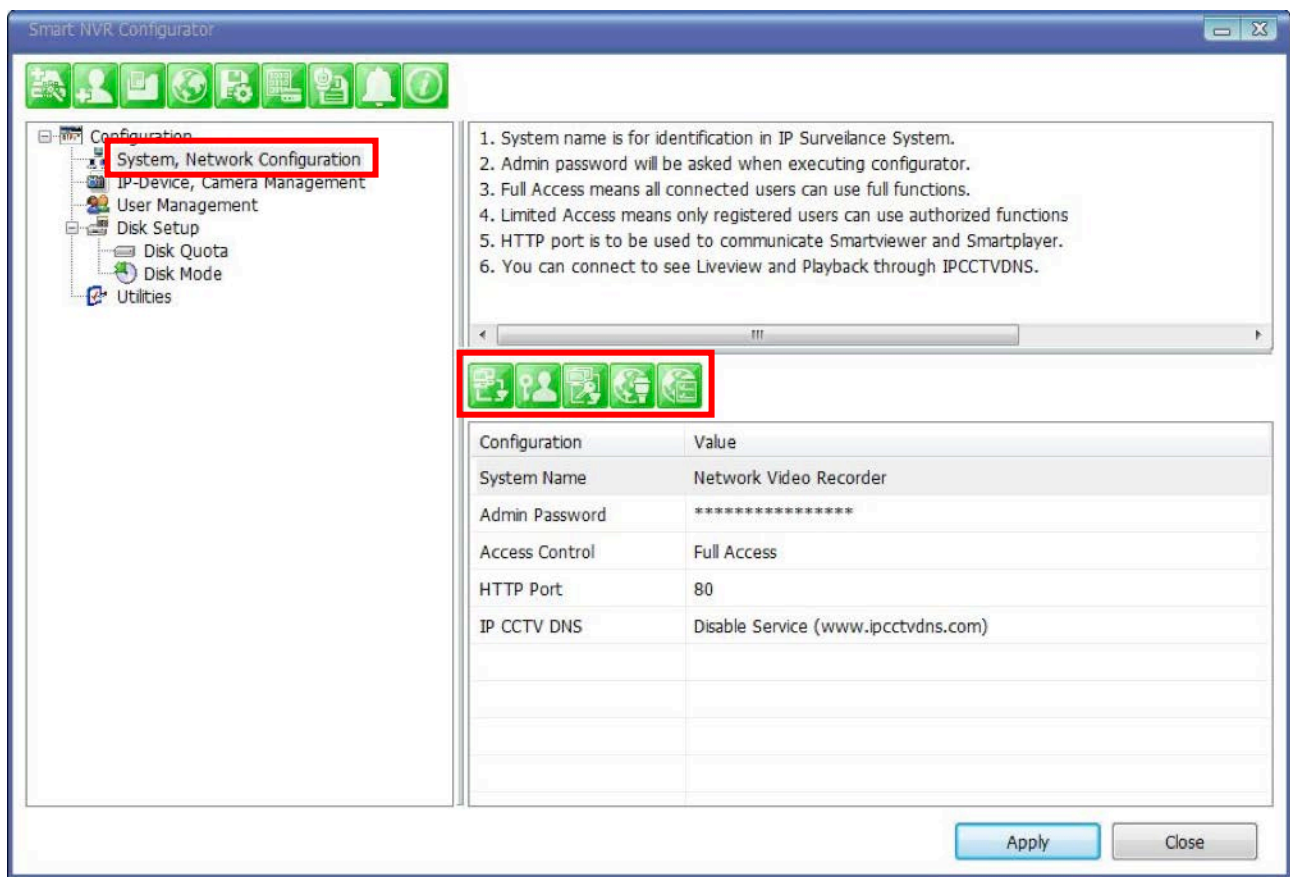 Smart NVR Configurator
Configuration
System, Network Configuration
IP-Device, Camera Management
User Management
Disk Setup
Disk Quota
Disk Mode
Utilities
1. System name is for identification in IP Surveilance System.
2. Admin password will be asked when executing configurator.
3. Full Access means all connected users can use full functions.
4. Limited Access means only registered users can use authorized functions
5. HTTP port is to be used to communicate Smartviewer and Smartplayer.
6. You can connect to see Liveview and Playback through IPCCTVDNS.
Configuration Value
System Name Network Video Recorder
Admin Password ****************
Access Control Full Access
HTTP Port 80
IP CCTV DNS Disable Service (www.ipcctvdns.com)
Apply Close